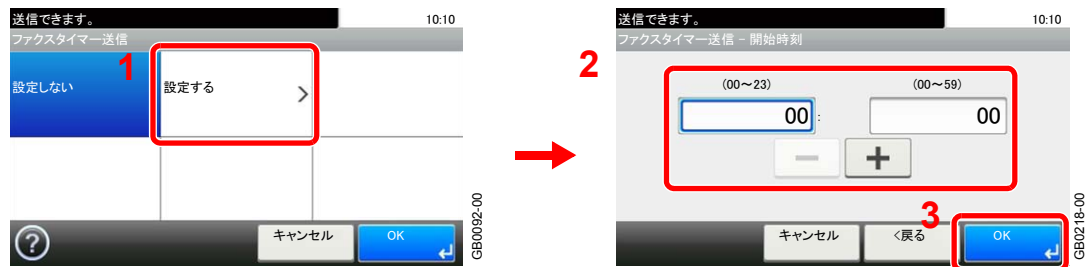 送信できます。
10:10
ファクスタイマー送信
1
設定しない
設定する
キャンセル
OK
GB0092-00
2
送信できます。
10:10
ファクスタイマー送信 - 開始時刻
(00～23)
(00～59)
00 :
00
3
キャンセル
<戻る
OK
GB0218-00